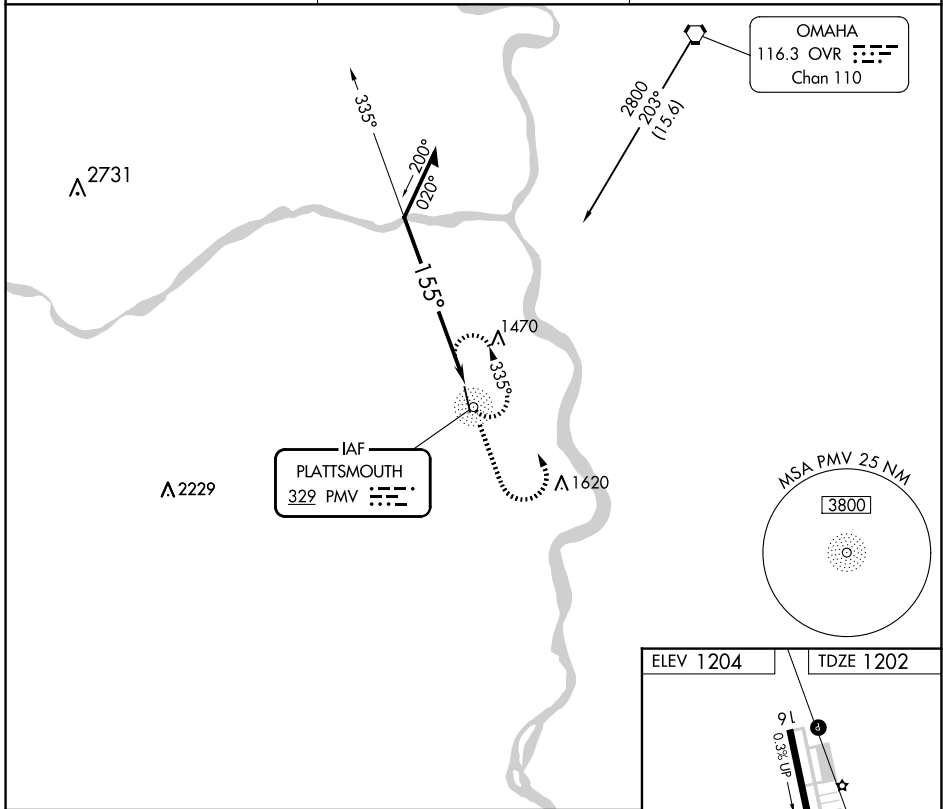 OMAHA
116.3 OVR
Chan 110
2800
203°
(15.6)
335°
200°
020°
2731
155°
1470
335°
IAF
PLATTSMOUTH
329 PMV
2229
1620
MSA PMV 25 NM
3800
ELEV 1204
TDZE 1202
16
P
0.3% UP